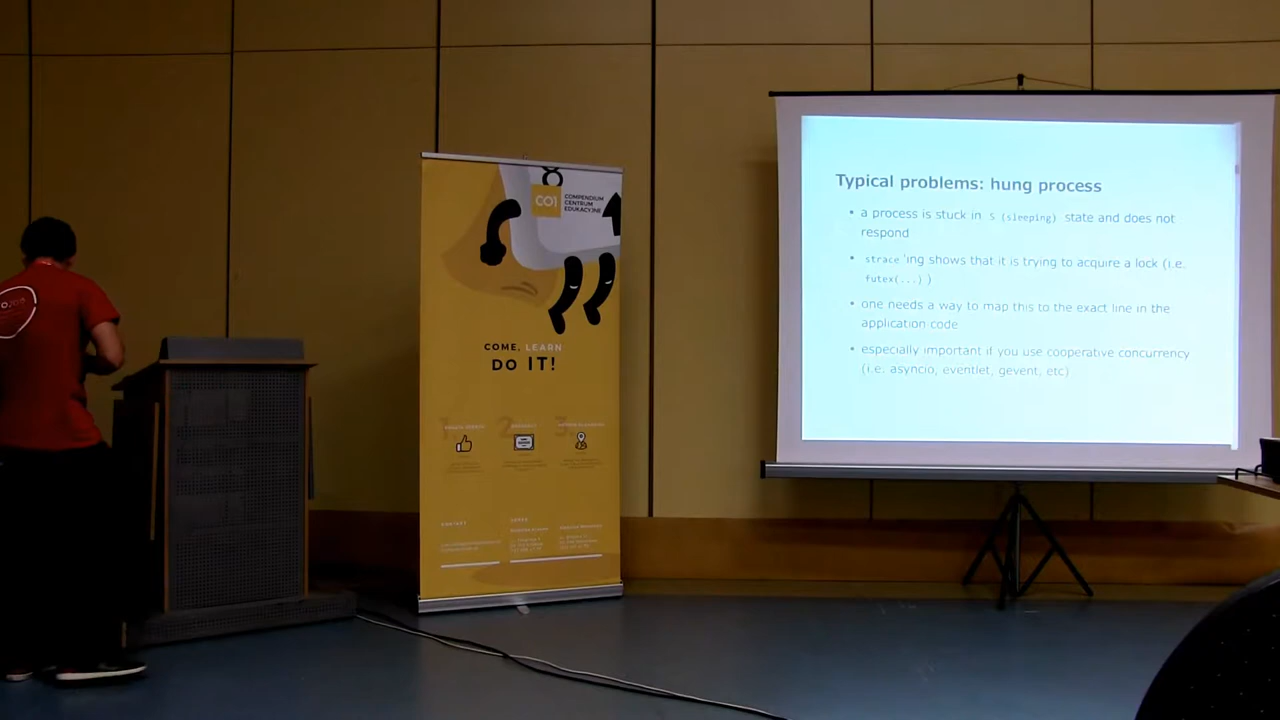 CO1
COMPENDIUM
CENTRUM
EDUKACYJNE
COME, LEARN
DO IT!
Typical problems: hung process
• a process is stuck in S (sleeping) state and does not
respond
• strace 'ing shows that it is trying to acquire a lock (i.e.
futex(...) )
• one needs a way to map this to the exact line in the
application code
• especially important if you use cooperative concurrency
(i.e. asyncio, eventlet, gevent, etc)